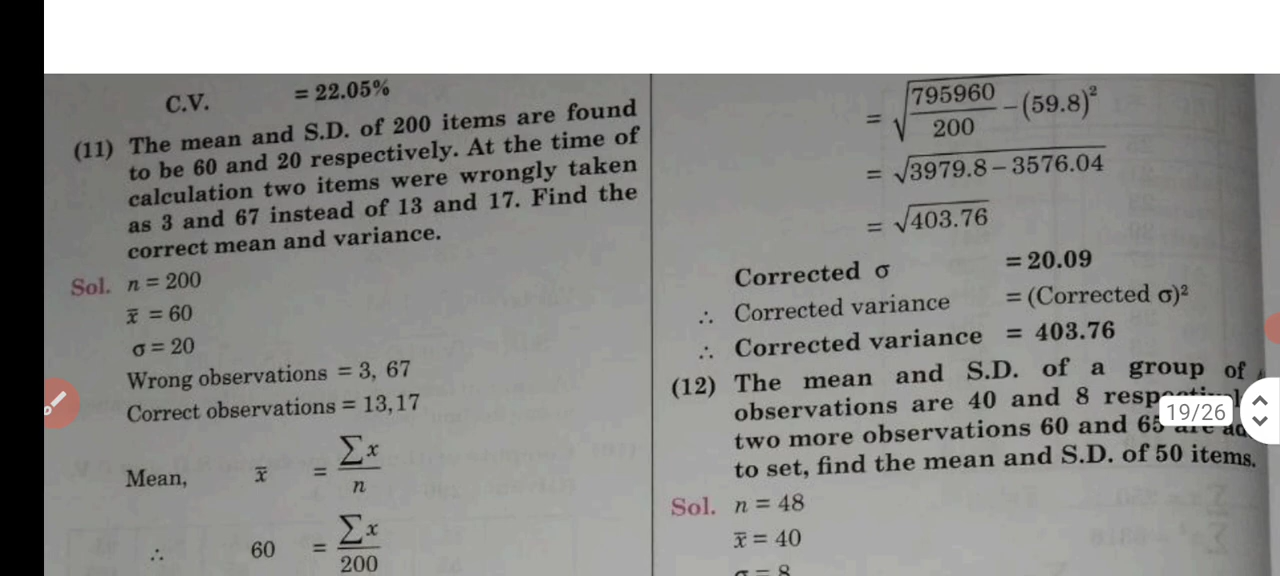 C.V. = 22.05%
(11) The mean and S.D. of 200 items are found
to be 60 and 20 respectively. At the time of
calculation two items were wrongly taken
as 3 and 67 instead of 13 and 17. Find the
correct mean and variance.
Sol. n = 200
x̄ = 60
σ = 20
Wrong observations = 3, 67
Correct observations = 13,17
Mean, x̄ = ∑x / n
∴ 60 = ∑x / 200
= √(795960 / 200 – (59.8)²)
= √(3979.8 – 3576.04)
= √403.76
Corrected σ = 20.09
∴ Corrected variance = (Corrected σ)²
∴ Corrected variance = 403.76
(12) The mean and S.D. of a group of
observations are 40 and 8
two more observations 60 and 65
to set, find the mean and S.D. of 50 items.
Sol. n = 48
x̄ = 40
σ = 8
19/26